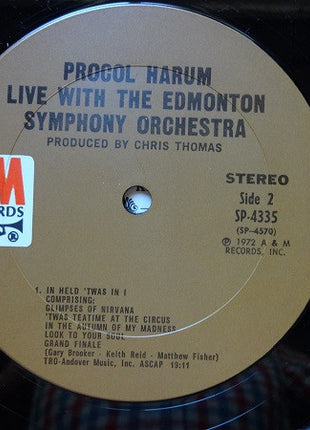 PROCOL HARUM
LIVE WITH THE EDMONTON
SYMPHONY ORCHESTRA
PRODUCED BY CHRIS THOMAS
M
RECORDS
STEREO
Side 2
SP-4335
(SP-4570)
Ⓟ 1972 A & M
RECORDS, INC.
1. IN HELD 'TWAS IN I
COMPRISING:
GLIMPSES OF NIRVANA
'TWAS TEATIME AT THE CIRCUS
IN THE AUTUMN OF MY MADNESS
LOOK TO YOUR SOUL
GRAND FINALE
(Gary Brooker - Keith Reid - Matthew Fisher)
TRO-Andover Music, Inc. ASCAP 19:11